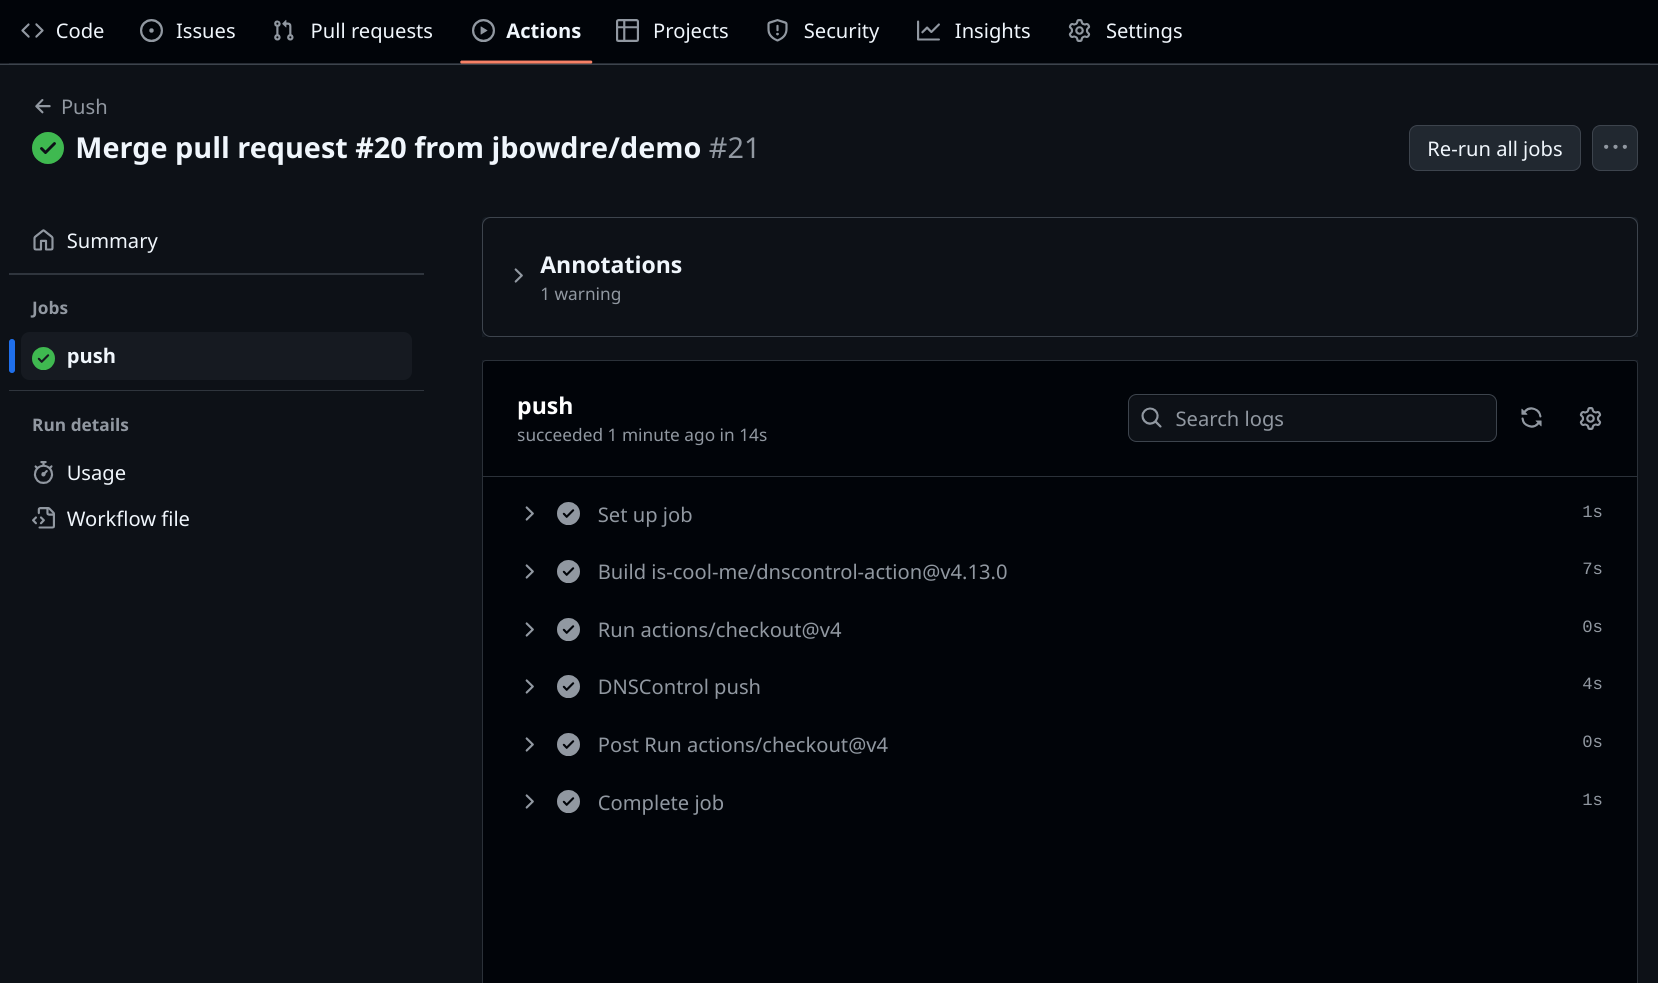 Code Issues Pull requests Actions Projects Security Insights Settings
Push
Merge pull request #20 from jbowdre/demo #21
Re-run all jobs
Summary
Jobs
push
Run details
Usage
Workflow file
Annotations
1 warning
push
succeeded 1 minute ago in 14s
Search logs
Set up job 1s
Build is-cool-me/dnscontrol-action@v4.13.0 7s
Run actions/checkout@v4 0s
DNSControl push 4s
Post Run actions/checkout@v4 0s
Complete job 1s